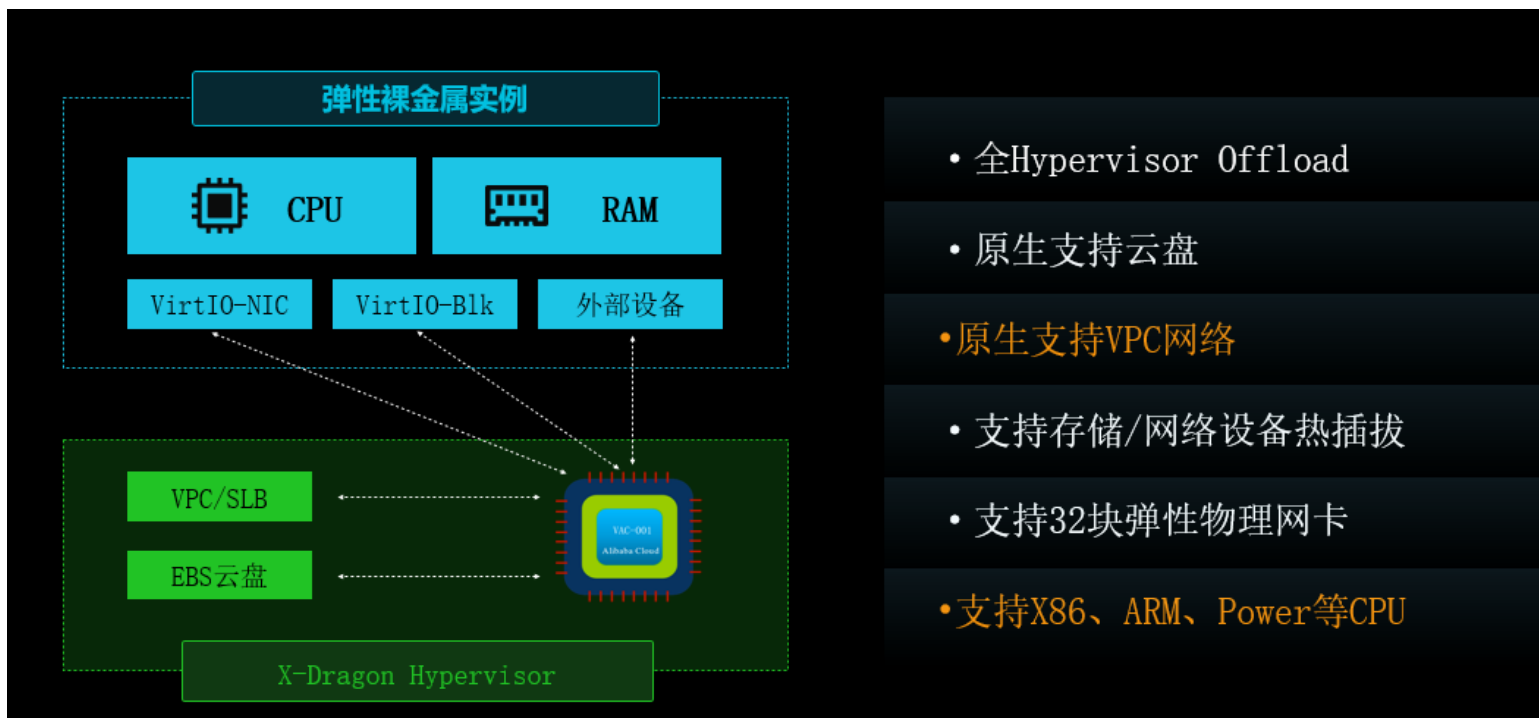 弹性裸金属实例
CPU
RAM
VirtIO-NIC
VirtIO-Blk
外部设备
VPC/SLB
EBS云盘
VAC-001
Alibaba Cloud
X-Dragon Hypervisor
•全Hypervisor Offload
•原生支持云盘
•原生支持VPC网络
•支持存储/网络设备热插拔
•支持32块弹性物理网卡
•支持X86、ARM、Power等CPU